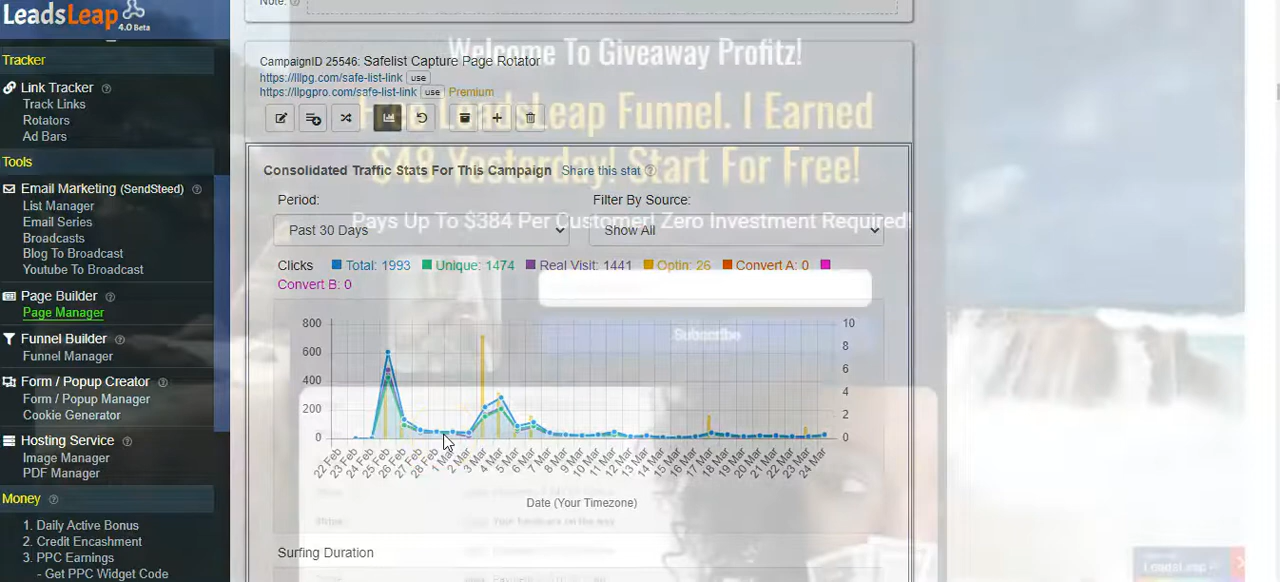 LeadsLeap
4.0 Beta
Tracker
Link Tracker
Track Links
Rotators
Ad Bars
Tools
Email Marketing (SendSteed)
List Manager
Email Series
Broadcasts
Blog To Broadcast
Youtube To Broadcast
Page Builder
Page Manager
Funnel Builder
Funnel Manager
Form / Popup Creator
Form / Popup Manager
Cookie Generator
Hosting Service
Image Manager
PDF Manager
Money
1. Daily Active Bonus
2. Credit Encashment
3. PPC Earnings
- Get PPC Widget Code
Note:
Welcome To Giveaway Profitz!
CampaignID 25546: Safelist Capture Page Rotator
https://lllpg.com/safe-list-link use
https://llpgpro.com/safe-list-link use Premium
Free LeadsLeap Funnel. I Earned
$48 Yesterday! Start For Free!
Consolidated Traffic Stats For This Campaign Share this stat
Period: Filter By Source:
Pays Up To $384 Per Customer! Zero Investment Required!
Past 30 Days Show All
Clicks Total: 1993 Unique: 1474 Real Visit: 1441 Optin: 26 Convert A: 0
Convert B: 0
Subscribe
800 10
600 8
6
400 4
200 2
0 0
22 Feb 23 Feb 24 Feb 25 Feb 26 Feb 27 Feb 28 Feb 1 Mar 2 Mar 3 Mar 4 Mar 5 Mar 6 Mar 7 Mar 8 Mar 9 Mar 10 Mar 11 Mar 12 Mar 13 Mar 14 Mar 15 Mar 16 Mar 17 Mar 18 Mar 19 Mar 20 Mar 21 Mar 22 Mar 23 Mar 24 Mar
Date (Your Timezone)
Surfing Duration
LeadsLeap